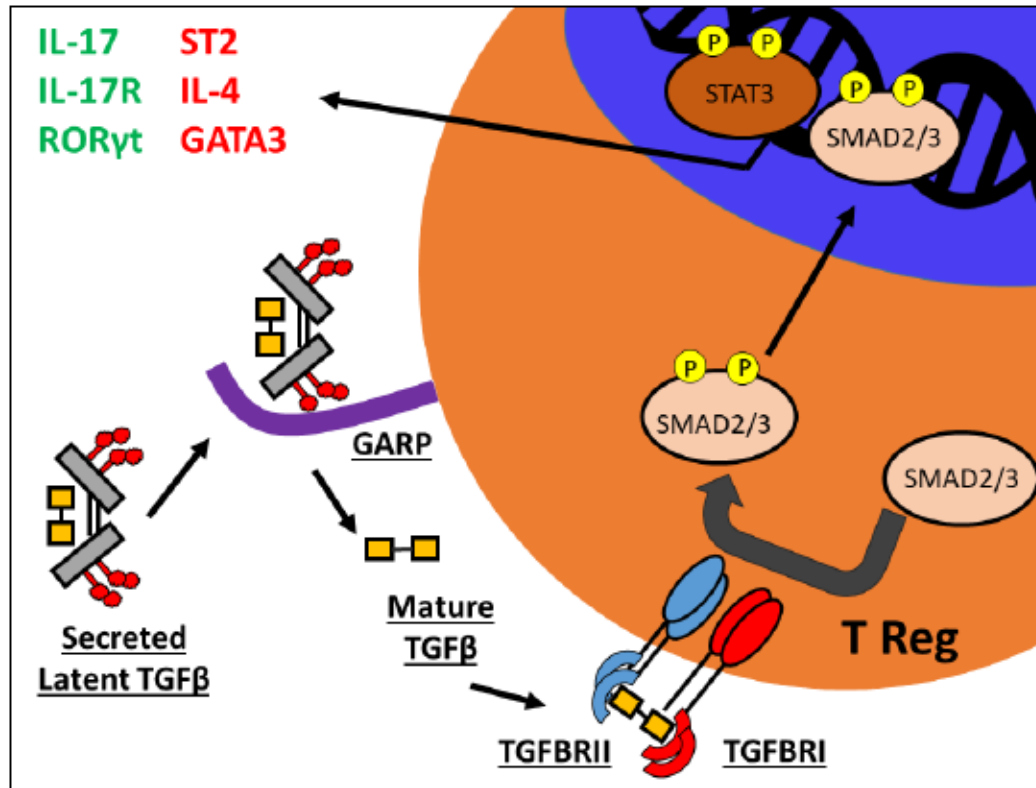 IL-17 ST2
IL-17R IL-4
RORγt GATA3
P P
STAT3
P P
SMAD2/3
P P
SMAD2/3
SMAD2/3
GARP
Secreted
Latent TGFβ
Mature
TGFβ
T Reg
TGFBRII
TGFBRI